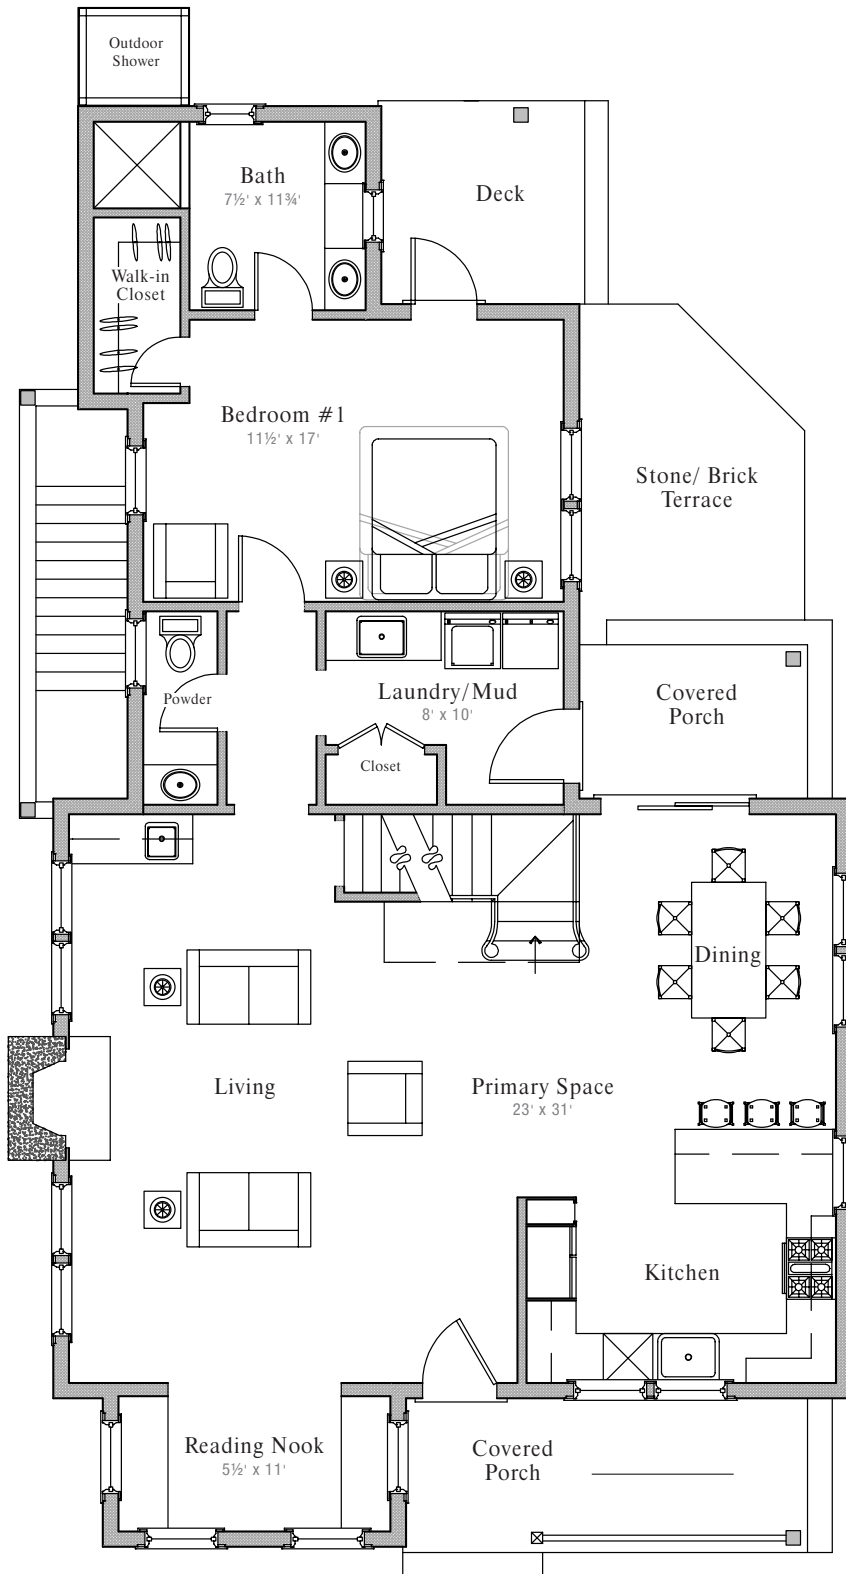 Outdoor
Shower
Bath
7½' x 11¾'
Deck
Walk-in
Closet
Bedroom #1
11½' x 17'
Stone/ Brick
Terrace
Powder
Laundry/Mud
8' x 10'
Covered
Porch
Closet
Dining
Living
Primary Space
23' x 31'
Kitchen
Reading Nook
5½' x 11'
Covered
Porch